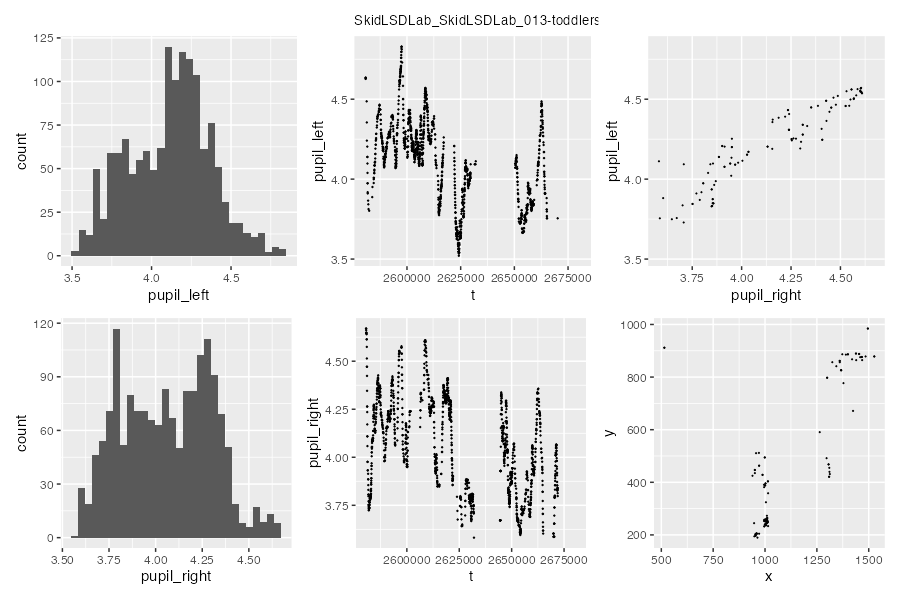 SkidLSDLab_SkidLSDLab_013-toddlers
125
100
75
50
25
0
count
3.5 4.0 4.5
pupil_left
4.5
4.0
3.5
pupil_left
2600000 2625000 2650000 2675000
t
4.5
4.0
3.5
pupil_left
3.75 4.00 4.25 4.50
pupil_right
120
90
60
30
0
count
3.50 3.75 4.00 4.25 4.50
pupil_right
4.50
4.25
4.00
3.75
pupil_right
2600000 2625000 2650000 2675000
t
1000
800
600
400
200
y
500 750 1000 1250 1500
x